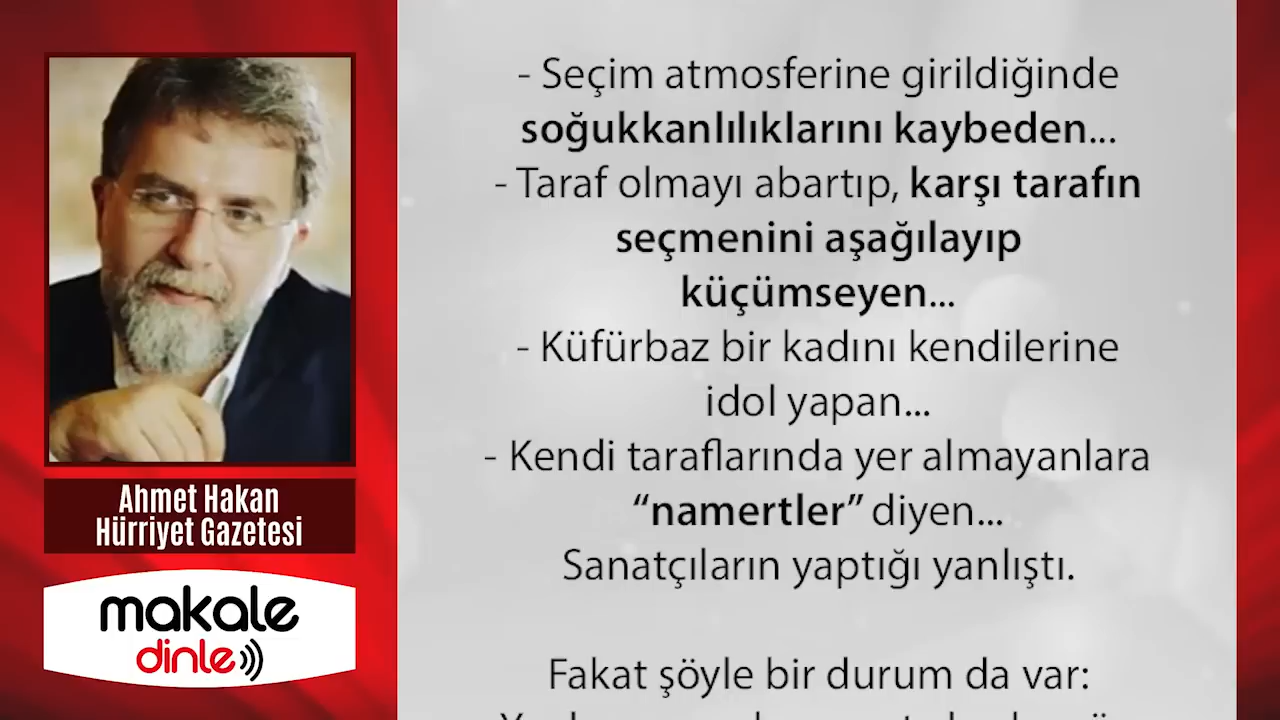 - Seçim atmosferine girildiğinde
soğukkanlılıklarını kaybeden...
- Taraf olmayı abartıp, karşı tarafın
seçmenini aşağılayıp
küçümseyen...
- Küfürbaz bir kadını kendilerine
idol yapan...
- Kendi taraflarında yer almayanlara
“namertler” diyen...
Sanatçıların yaptığı yanlıştı.
Fakat şöyle bir durum da var:
Ahmet Hakan
Hürriyet Gazetesi
makale
dinle